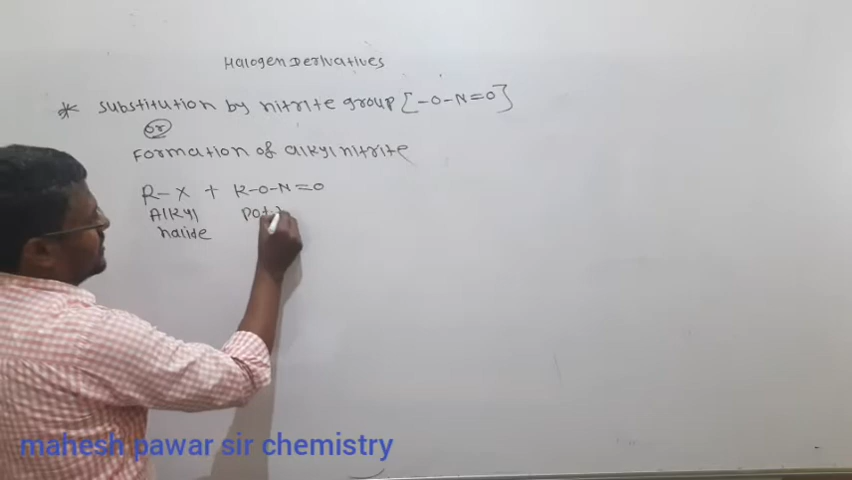 Halogen Derivatives
* substitution by nitrite group [-O-N=O]
or
Formation of alkyl nitrite
R-X + K-O-N=O
Alkyl
halide
mahesh pawar sir chemistry